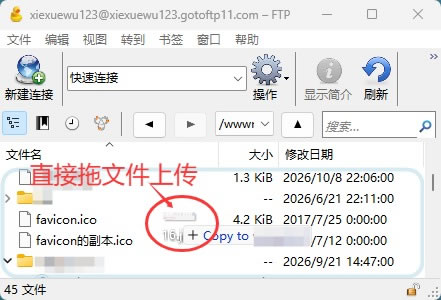 xiexuewu123@xiexuewu123.gotoftp11.com – FTP
文件 编辑 查看 前往 书签 窗口 帮助
新建连接 快速连接 操作 显示简介 刷新
/wwwr 搜索...
文件名 大小 修改日期
1.3 KiB 2026/10/8 22:06:00
直接拖文件上传
-- 2026/6/21 22:11:00
favicon.ico 4.2 KiB 2017/7/25 0:00:00
favicon的副本.ico Copy to /7/12 0:00:00
-- 2026/9/21 14:47:00
45 文件